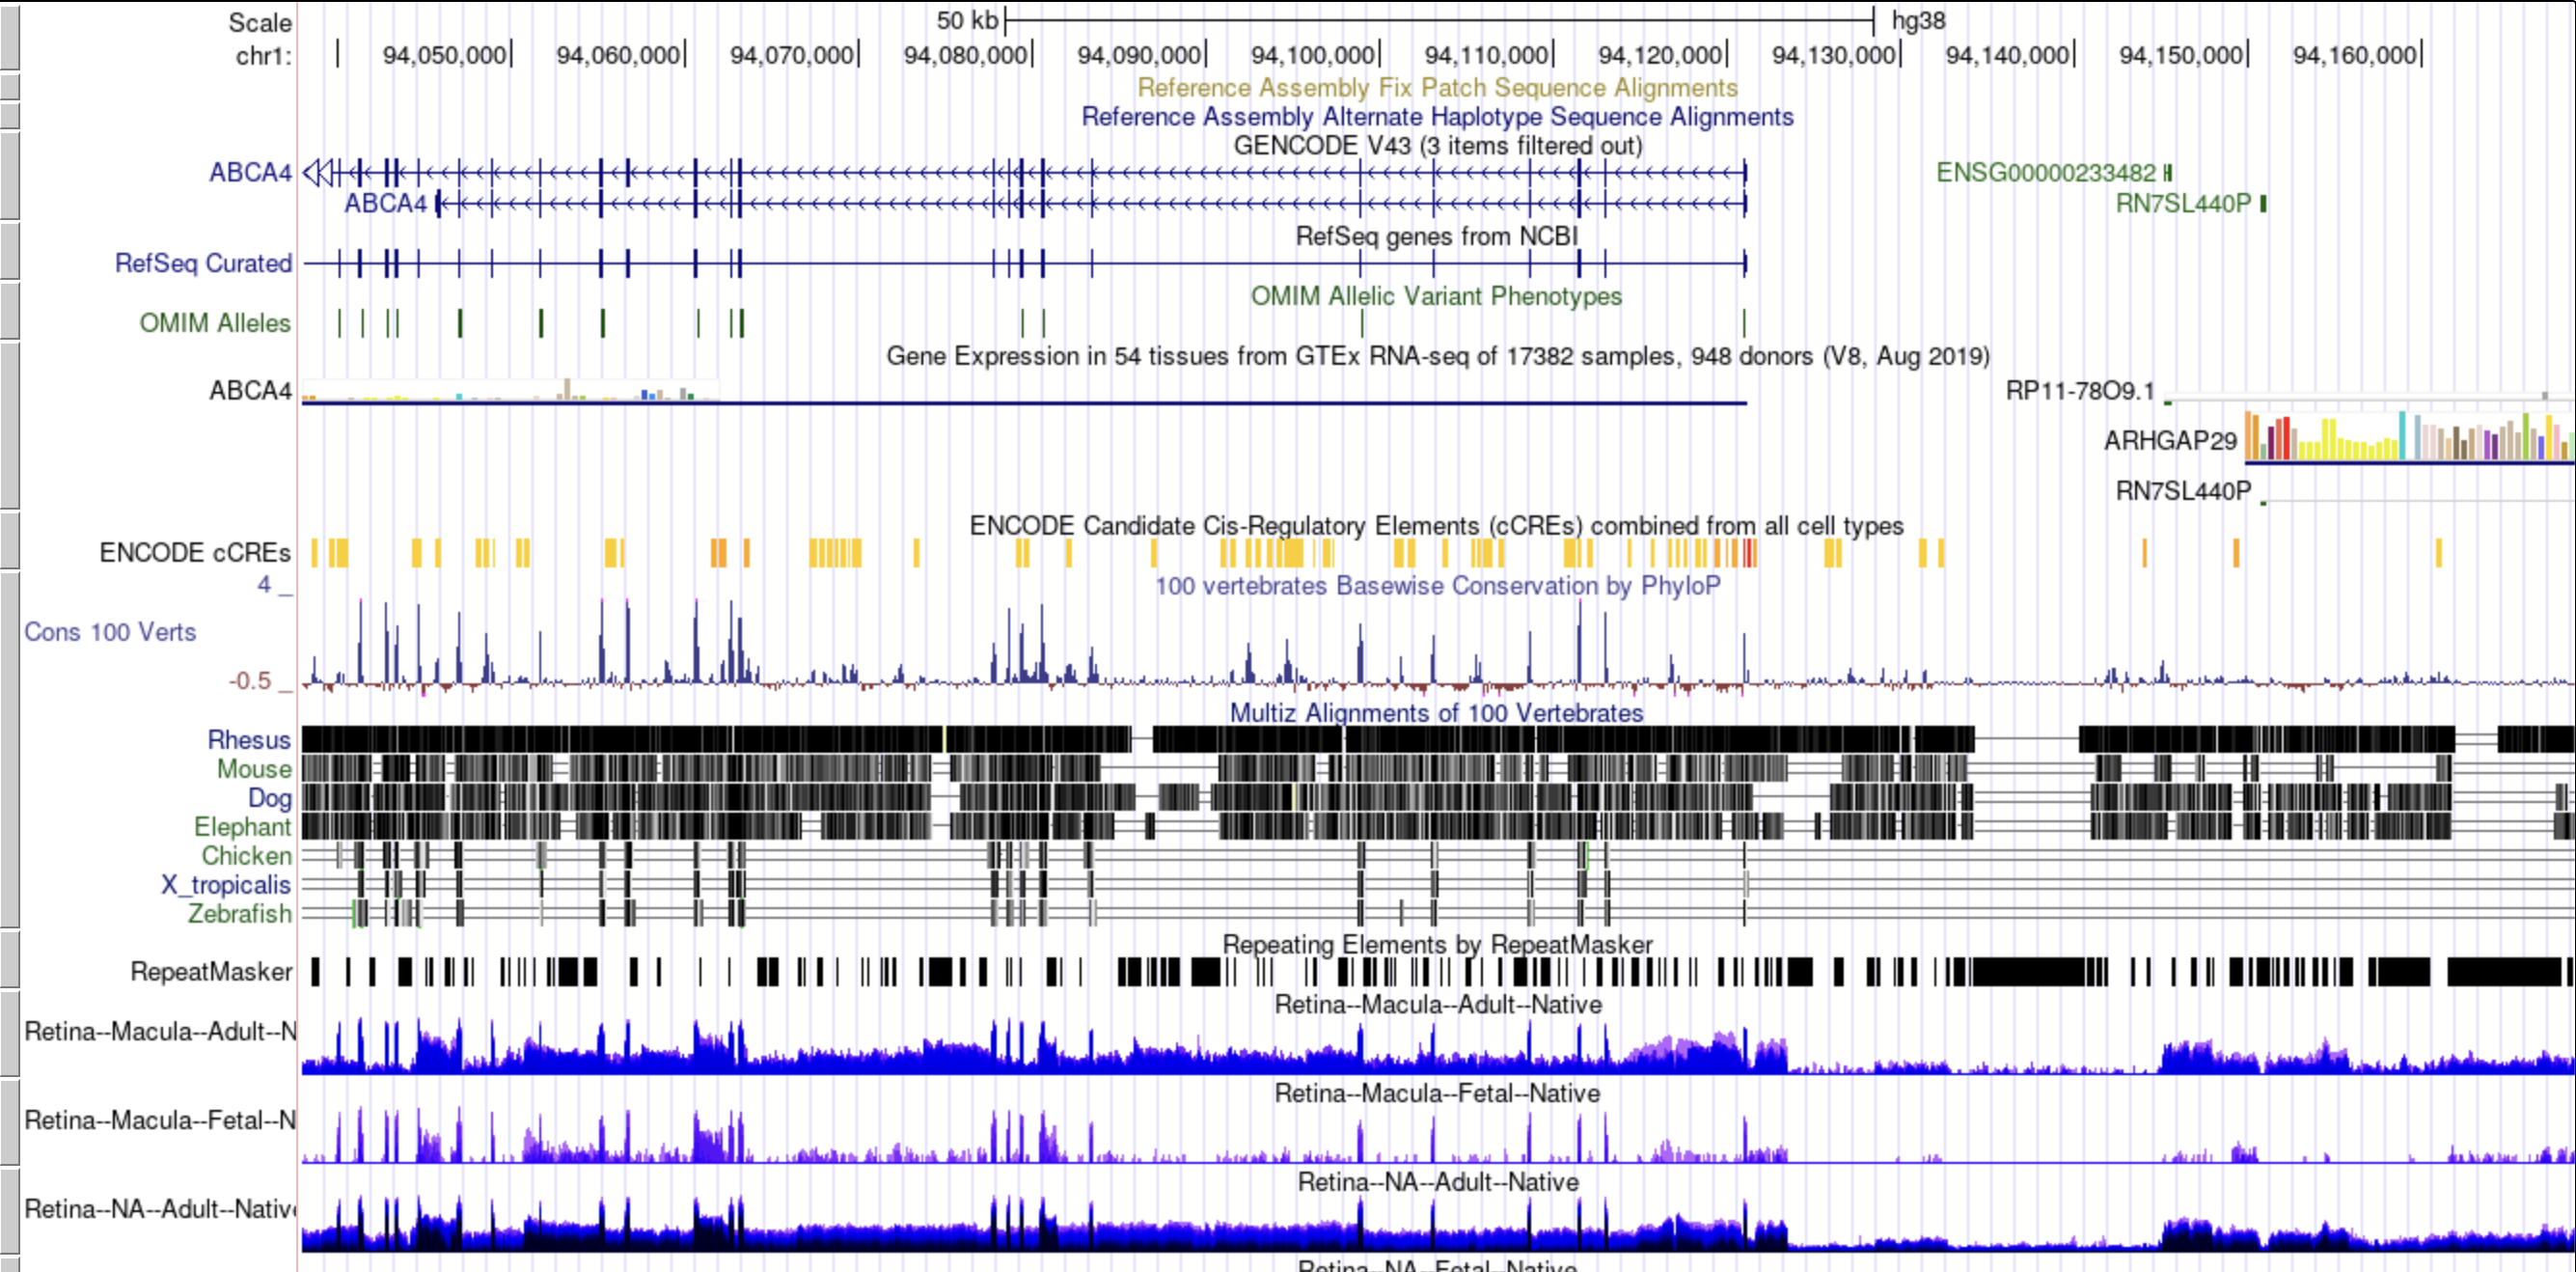 Scale 50 kb hg38
chr1: 94,050,000 94,060,000 94,070,000 94,080,000 94,090,000 94,100,000 94,110,000 94,120,000 94,130,000 94,140,000 94,150,000 94,160,000
Reference Assembly Fix Patch Sequence Alignments
Reference Assembly Alternate Haplotype Sequence Alignments
GENCODE V43 (3 items filtered out)
ABCA4 ENSG00000233482
ABCA4 RN7SL440P
RefSeq genes from NCBI
RefSeq Curated
OMIM Allelic Variant Phenotypes
OMIM Alleles
Gene Expression in 54 tissues from GTEx RNA-seq of 17382 samples, 948 donors (V8, Aug 2019)
ABCA4 RP11-78O9.1
ARHGAP29
RN7SL440P
ENCODE Candidate Cis-Regulatory Elements (cCREs) combined from all cell types
ENCODE cCREs
4 _ 100 vertebrates Basewise Conservation by PhyloP
Cons 100 Verts
-0.5 _
Multiz Alignments of 100 Vertebrates
Rhesus
Mouse
Dog
Elephant
Chicken
X_tropicalis
Zebrafish
Repeating Elements by RepeatMasker
RepeatMasker
Retina--Macula--Adult--Native
Retina--Macula--Adult--N
Retina--Macula--Fetal--Native
Retina--Macula--Fetal--N
Retina--NA--Adult--Native
Retina--NA--Adult--Native
Retina--NA--Fetal--Native